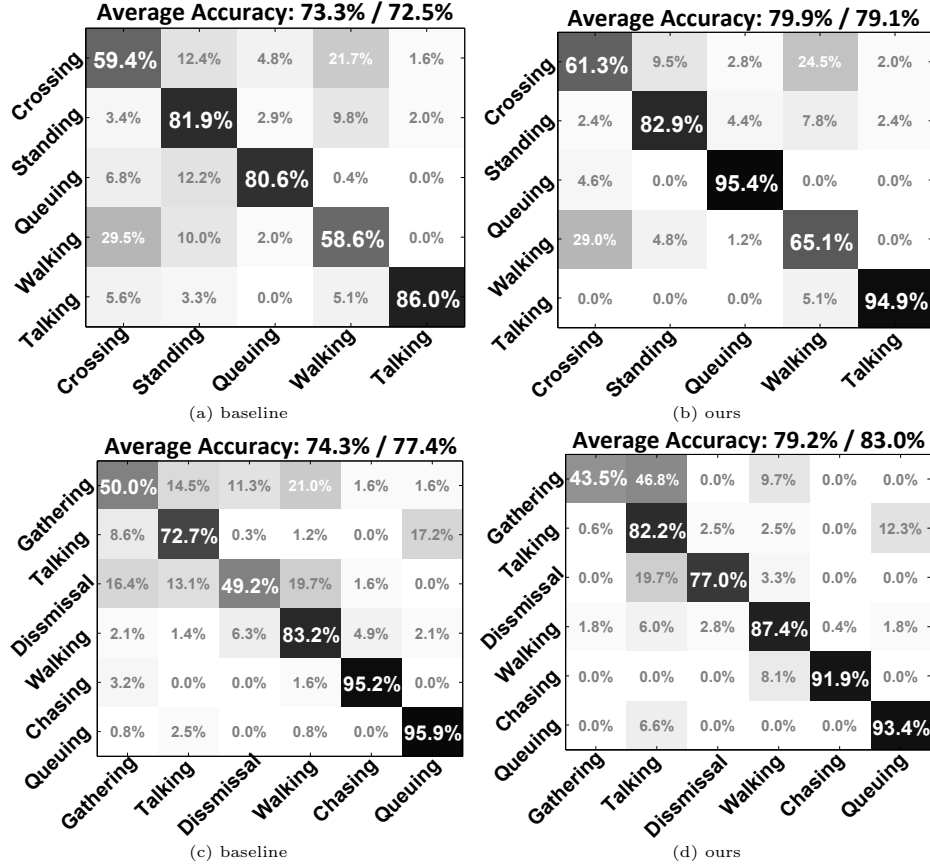 Average Accuracy: 73.3% / 72.5%
Crossing 59.4% 12.4% 4.8% 21.7% 1.6%
Standing 3.4% 81.9% 2.9% 9.8% 2.0%
Queuing 6.8% 12.2% 80.6% 0.4% 0.0%
Walking 29.5% 10.0% 2.0% 58.6% 0.0%
Talking 5.6% 3.3% 0.0% 5.1% 86.0%
Crossing Standing Queuing Walking Talking
(a) baseline
Average Accuracy: 79.9% / 79.1%
Crossing 61.3% 9.5% 2.8% 24.5% 2.0%
Standing 2.4% 82.9% 4.4% 7.8% 2.4%
Queuing 4.6% 0.0% 95.4% 0.0% 0.0%
Walking 29.0% 4.8% 1.2% 65.1% 0.0%
Talking 0.0% 0.0% 0.0% 5.1% 94.9%
Crossing Standing Queuing Walking Talking
(b) ours
Average Accuracy: 74.3% / 77.4%
Gathering 50.0% 14.5% 11.3% 21.0% 1.6% 1.6%
Talking 8.6% 72.7% 0.3% 1.2% 0.0% 17.2%
Dissmissal 16.4% 13.1% 49.2% 19.7% 1.6% 0.0%
Walking 2.1% 1.4% 6.3% 83.2% 4.9% 2.1%
Chasing 3.2% 0.0% 0.0% 1.6% 95.2% 0.0%
Queuing 0.8% 2.5% 0.0% 0.8% 0.0% 95.9%
Gathering Talking Dissmissal Walking Chasing Queuing
(c) baseline
Average Accuracy: 79.2% / 83.0%
Gathering 43.5% 46.8% 0.0% 9.7% 0.0% 0.0%
Talking 0.6% 82.2% 2.5% 2.5% 0.0% 12.3%
Dissmissal 0.0% 19.7% 77.0% 3.3% 0.0% 0.0%
Walking 1.8% 6.0% 2.8% 87.4% 0.4% 1.8%
Chasing 0.0% 0.0% 0.0% 8.1% 91.9% 0.0%
Queuing 0.0% 6.6% 0.0% 0.0% 0.0% 93.4%
Gathering Talking Dissmissal Walking Chasing Queuing
(d) ours